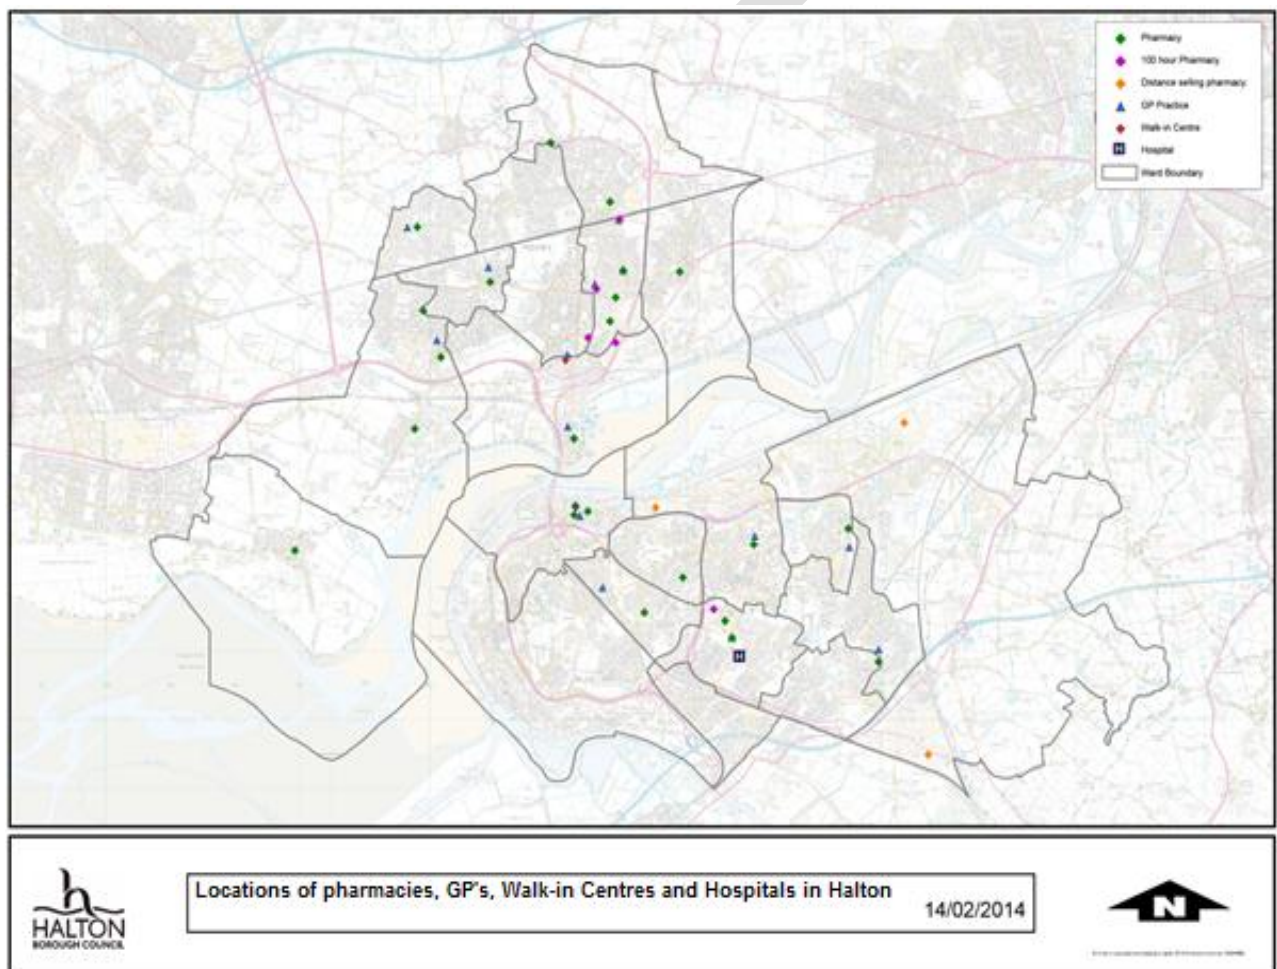 Pharmacy
100 hour Pharmacy
Distance selling pharmacy
GP Practice
Walk-in Centre
H Hospital
Ward Boundary
H
HALTON
BOROUGH COUNCIL
Locations of pharmacies, GP's, Walk-in Centres and Hospitals in Halton
14/02/2014
N